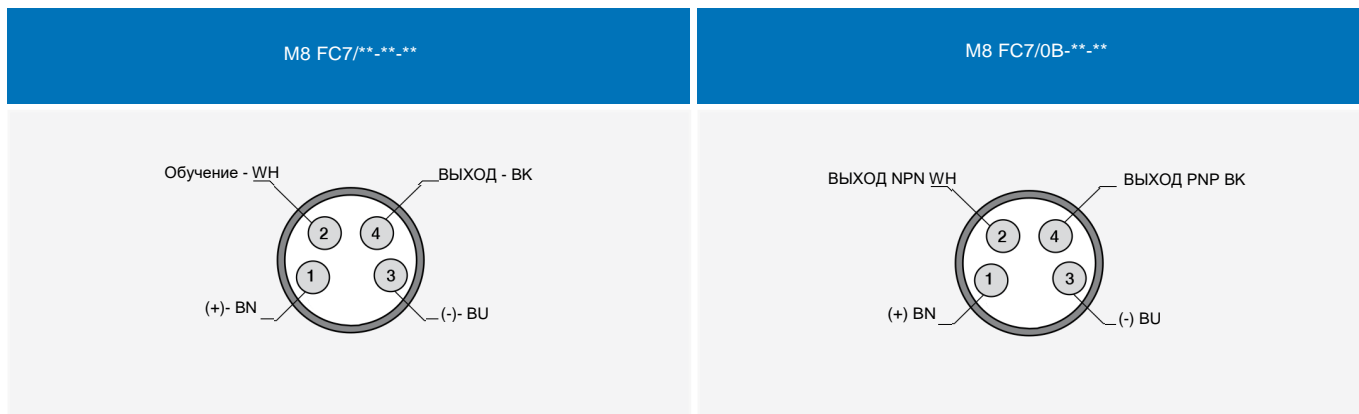 M8 FC7/**-**-**
Обучение - WH
ВЫХОД - BK
2
4
1
3
(+)- BN
(-)- BU
M8 FC7/0B-**-**
ВЫХОД NPN WH
ВЫХОД PNP BK
2
4
1
3
(+) BN
(-) BU